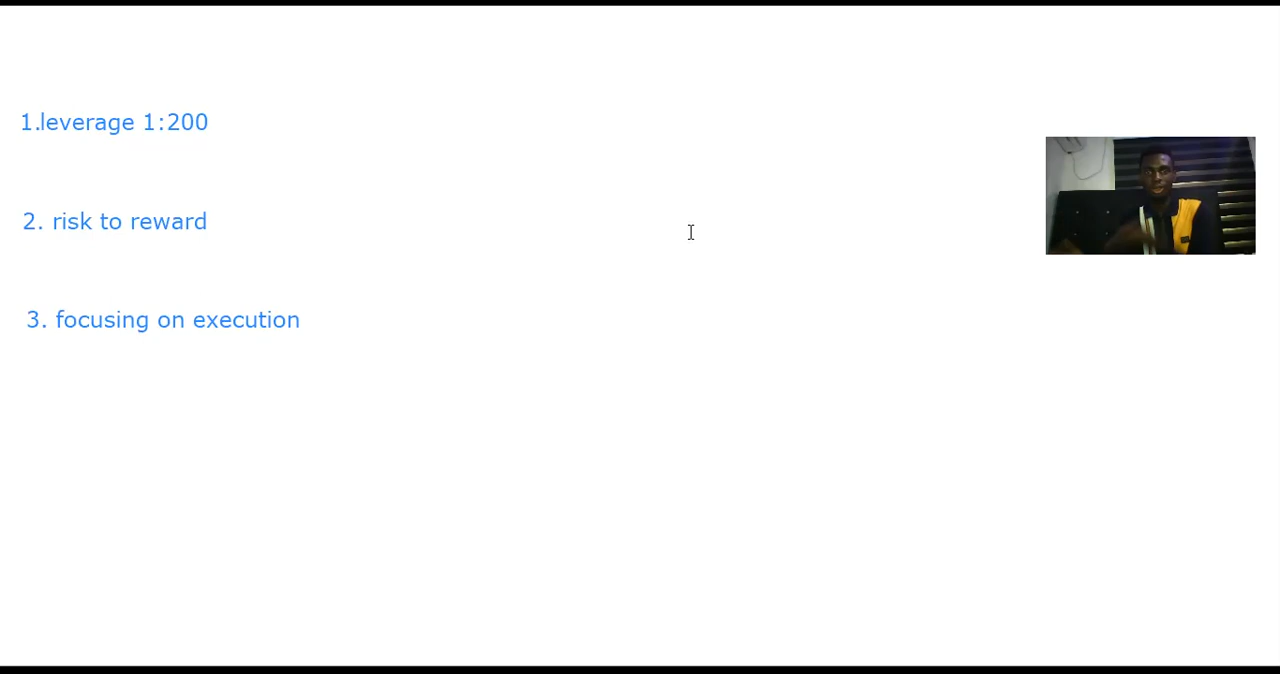 1.leverage 1:200
2. risk to reward
3. focusing on execution